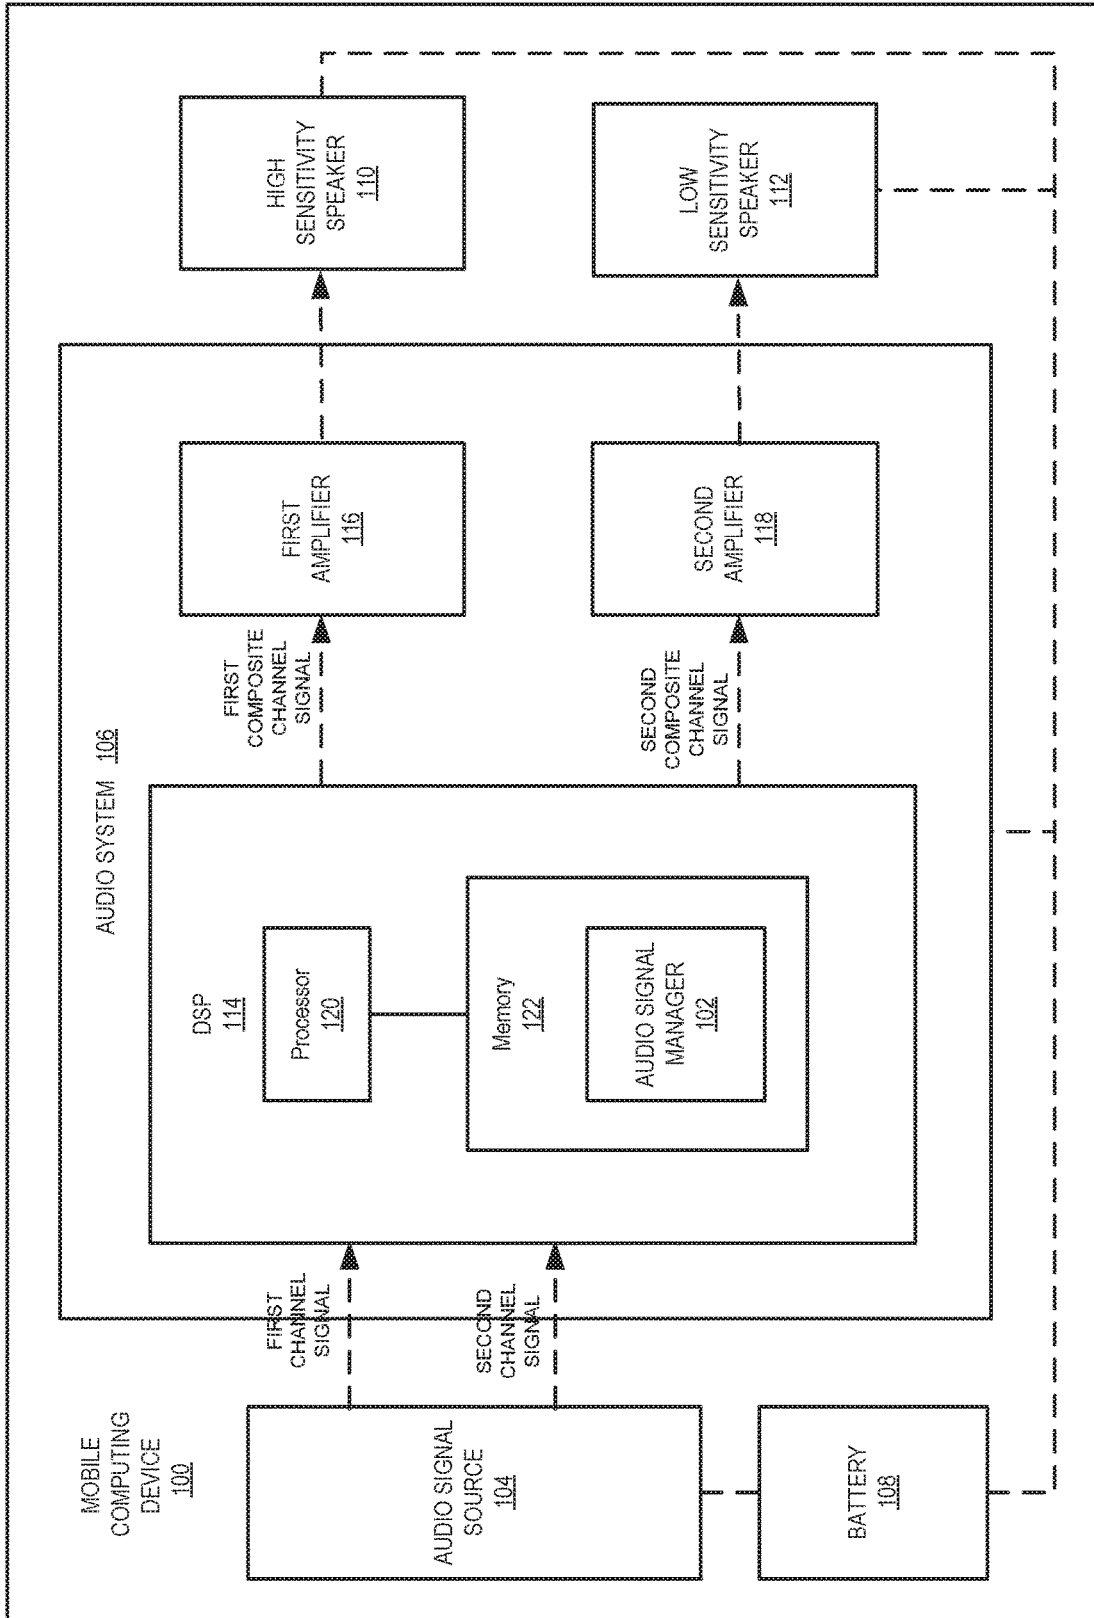 MOBILE
COMPUTING
DEVICE
100
AUDIO SIGNAL
SOURCE
104
BATTERY
108
FIRST
CHANNEL
SIGNAL
SECOND
CHANNEL
SIGNAL
AUDIO SYSTEM 106
DSP
114
Processor
120
Memory
122
AUDIO SIGNAL
MANAGER
102
FIRST
COMPOSITE
CHANNEL
SIGNAL
SECOND
COMPOSITE
CHANNEL
SIGNAL
FIRST
AMPLIFIER
116
SECOND
AMPLIFIER
118
HIGH
SENSITIVITY
SPEAKER
110
LOW
SENSITIVITY
SPEAKER
112